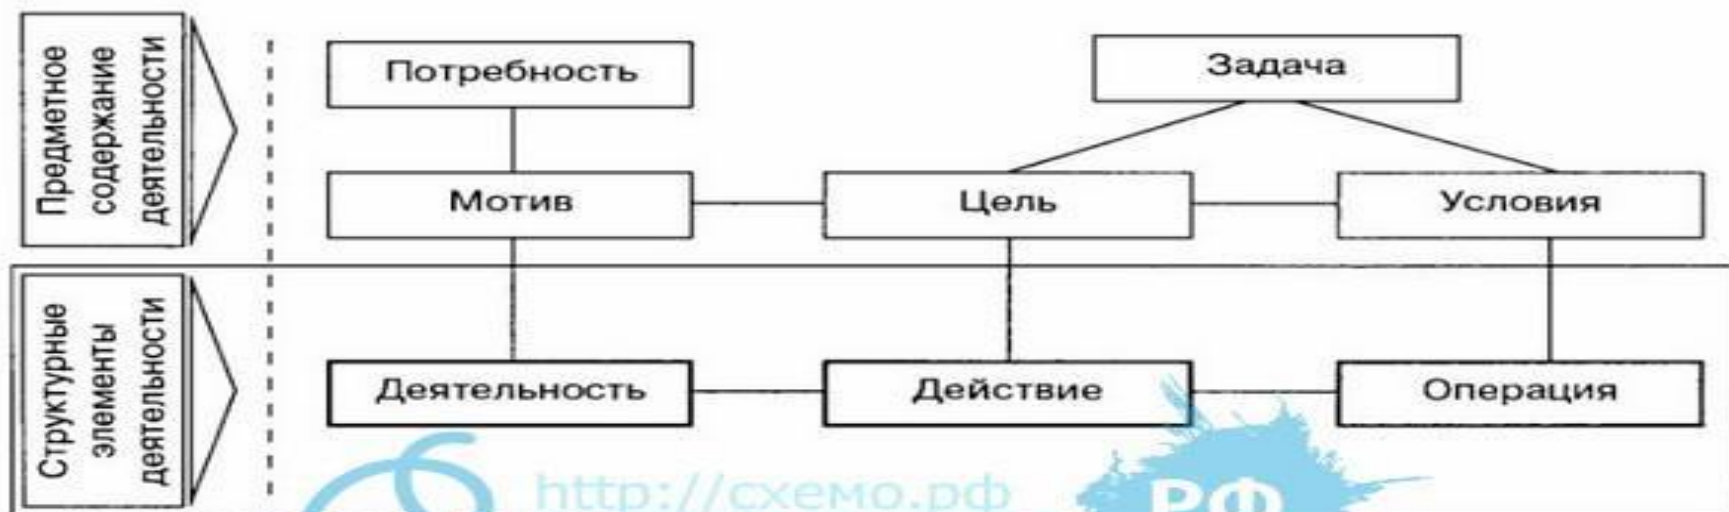 Предметное
содержание
деятельности
Потребность
Задача
Мотив
Цель
Условия
Структурные
элементы
деятельности
Деятельность
Действие
Операция
http://схемо.рф
РФ